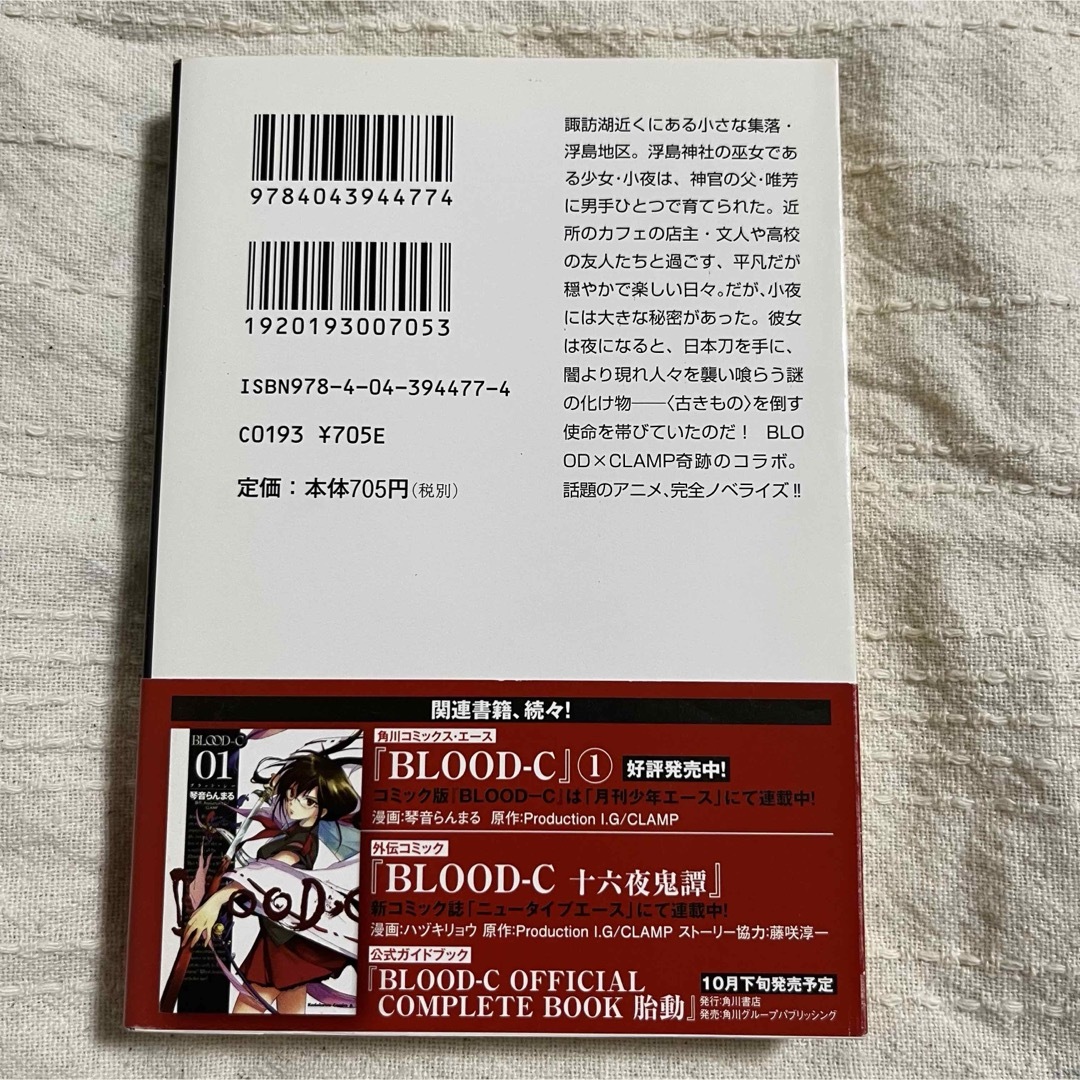 9784043944774
1920193007053
ISBN978-4-04-394477-4
C0193 ¥705E
定価：本体705円(税別)
諏訪湖近くにある小さな集落・
浮島地区。浮島神社の巫女であ
る少女・小夜は、神官の父・唯芳
に男手ひとつで育てられた。近
所のカフェの店主・文人や高校
の友人たちと過ごす、平凡だが
穏やかで楽しい日々。だが、小夜
には大きな秘密があった。彼女
は夜になると、日本刀を手に、
闇より現れ人々を襲い喰らう謎
の化け物――〈古きもの〉を倒す
使命を帯びていたのだ！ BLO
OD×CLAMP奇跡のコラボ。
話題のアニメ、完全ノベライズ!!
関連書籍、続々!
BLOOD-C
01
琴音らんまる
BLOOD-C
角川コミックス・エース
『BLOOD-C』① 好評発売中!
コミック版『BLOOD-C』は「月刊少年エース」にて連載中!
漫画:琴音らんまる 原作:Production I.G/CLAMP
外伝コミック
『BLOOD-C 十六夜鬼譚』
新コミック誌「ニュータイプエース」にて連載中!
漫画:ハヅキリョウ 原作:Production I.G/CLAMP ストーリー協力:藤咲淳一
公式ガイドブック
『BLOOD-C OFFICIAL
COMPLETE BOOK 胎動』
10月下旬発売予定
発行:角川書店
発売:角川グループパブリッシング